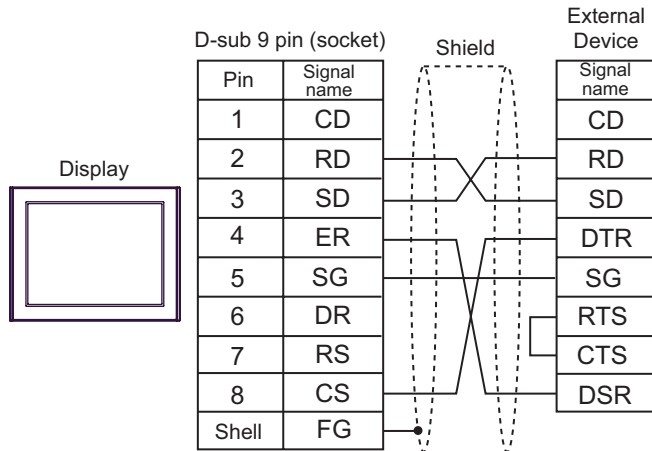 D-sub 9 pin (socket)
Shield
External
Device
Pin
Signal
name
Signal
name
1 CD
CD
2 RD
RD
Display
3 SD
SD
4 ER
DTR
5 SG
SG
6 DR
RTS
7 RS
CTS
8 CS
DSR
Shell FG